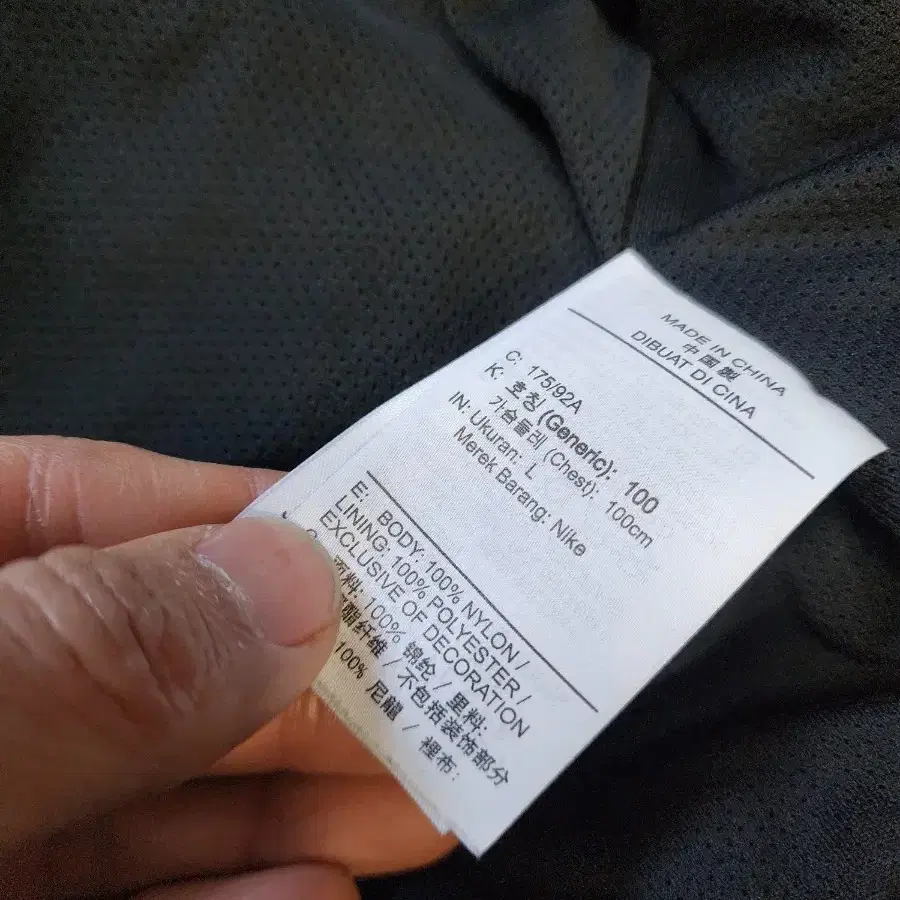 MADE IN CHINA
中国製
DIBUAT DI CINA
C: 175/92A
K: 호칭 (Generic): 100
가슴둘레 (Chest): 100cm
IN: Ukuran: L
Merek Barang: Nike
E: BODY: 100% NYLON /
LINING: 100% POLYESTER /
EXCLUSIVE OF DECORATION
面料: 100% 锦纶 / 里料:
酯纤维 / 不包括装饰部分
100% 尼龍 / 裡布: